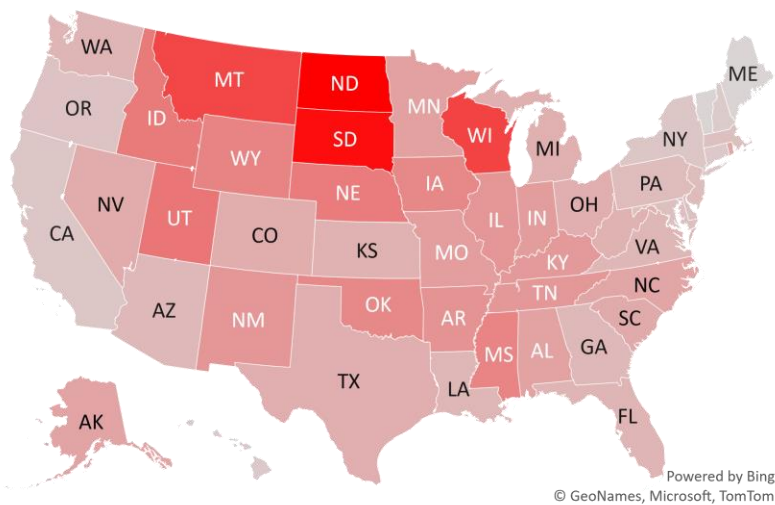 WA
ME
MT
ND
MN
OR
ID
SD
WI
MI
NY
WY
PA
IA
NE
NV
UT
IL
IN
OH
CA
CO
KS
MO
VA
KY
NC
TN
AZ
NM
OK
AR
SC
MS
AL
GA
TX
LA
FL
AK
Powered by Bing
© GeoNames, Microsoft, TomTom